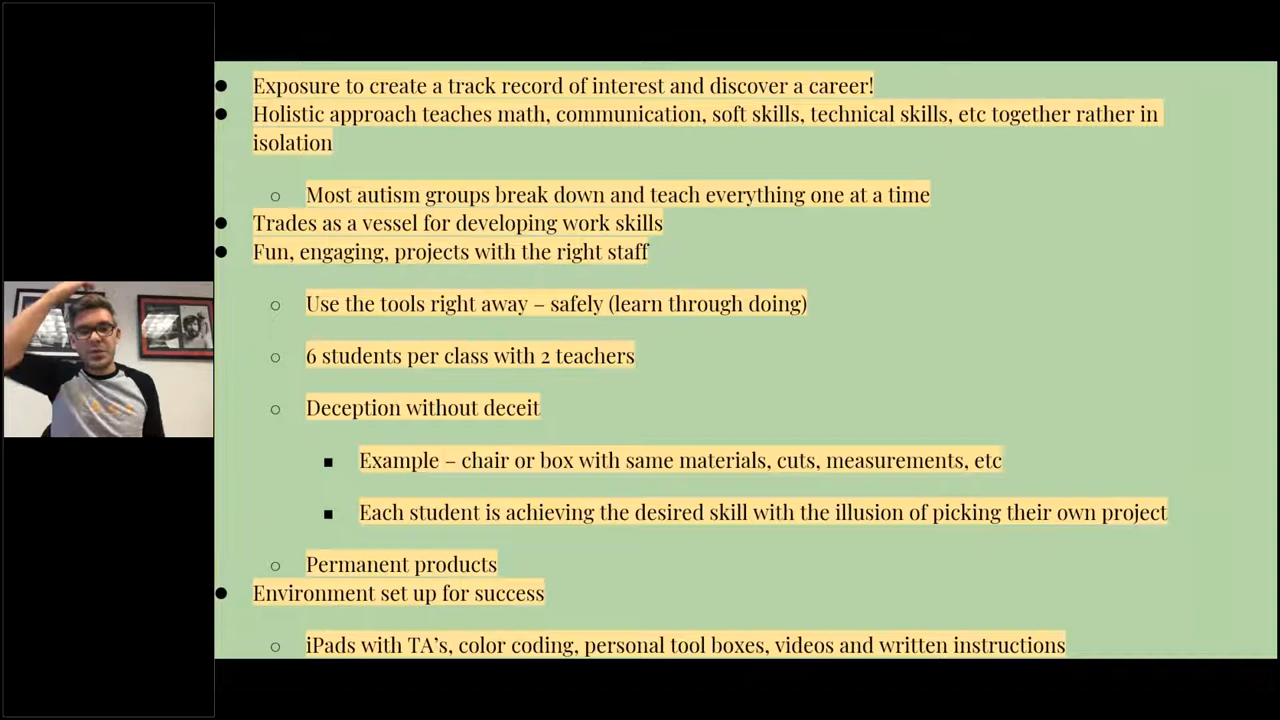 Exposure to create a track record of interest and discover a career!
Holistic approach teaches math, communication, soft skills, technical skills, etc together rather in
isolation
Most autism groups break down and teach everything one at a time
Trades as a vessel for developing work skills
Fun, engaging, projects with the right staff
Use the tools right away – safely (learn through doing)
6 students per class with 2 teachers
Deception without deceit
Example – chair or box with same materials, cuts, measurements, etc
Each student is achieving the desired skill with the illusion of picking their own project
Permanent products
Environment set up for success
iPads with TA’s, color coding, personal tool boxes, videos and written instructions